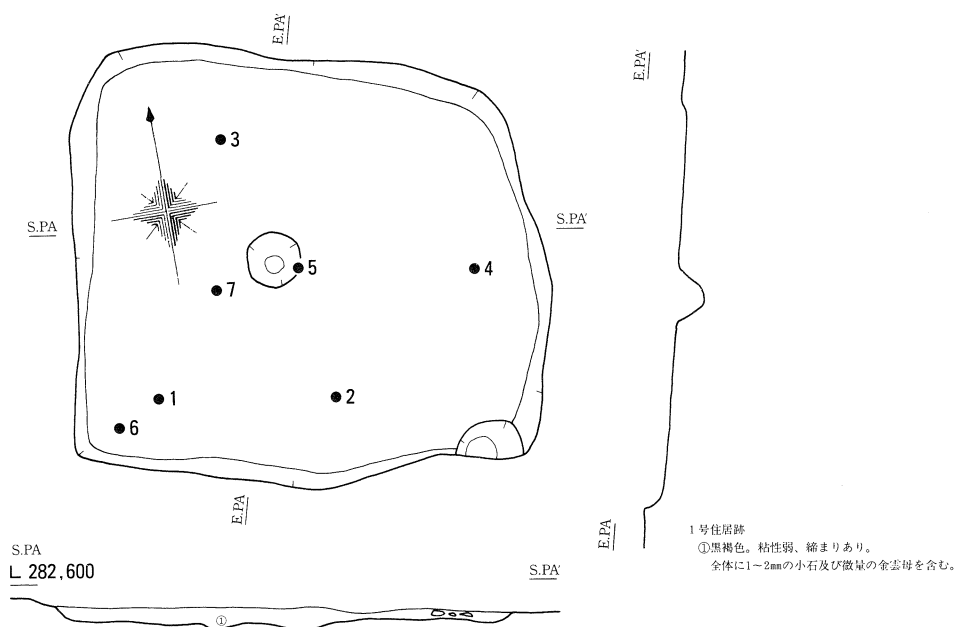 E.PA'
E.PA'
3
S.PA
S.PA'
5
4
7
1
2
6
E.PA
E.PA
1号住居跡
①黒褐色。粘性弱、締まりあり。
全体に1～2mmの小石及び微量の金雲母を含む。
S.PA
L 282,600
S.PA'
①